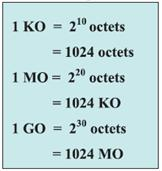 1 KO = 2¹⁰ octets
= 1024 octets
1 MO = 2²⁰ octets
= 1024 KO
1 GO = 2³⁰ octets
= 1024 MO